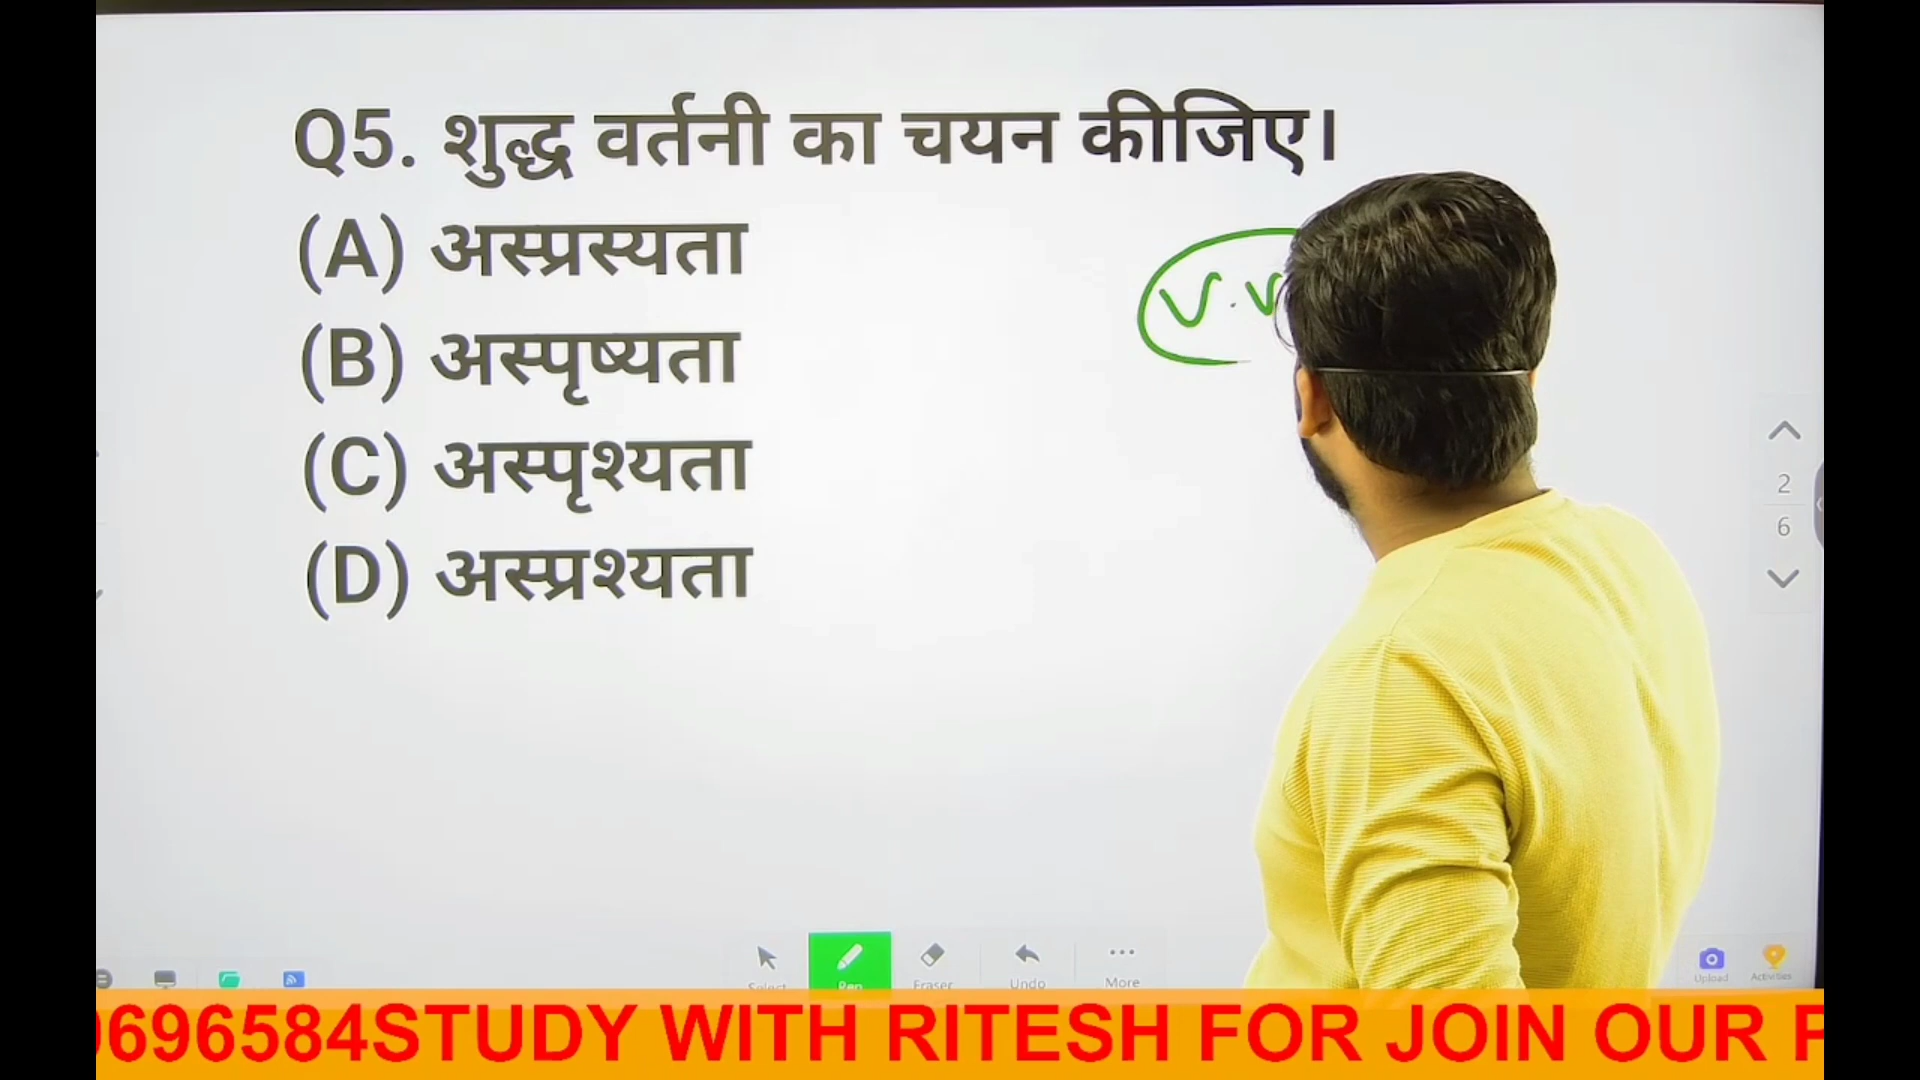 Q5. शुद्ध वर्तनी का चयन कीजिए।
(A) अस्प्रस्यता
(B) अस्पृष्यता
(C) अस्पृश्यता
(D) अस्प्रश्यता
V.V
2
6
Select
Pen
Eraser
Undo
More
Upload
Activities
696584STUDY WITH RITESH FOR JOIN OUR